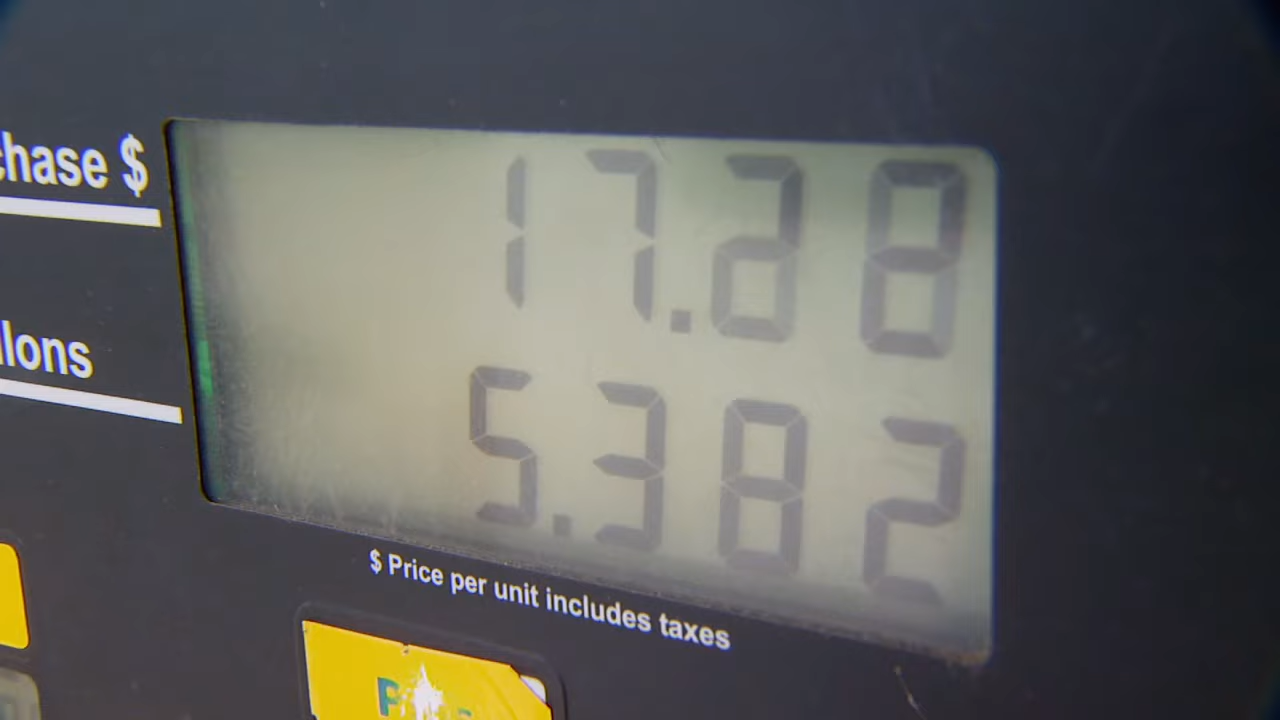 chase $
17.28
llons
5.382
$ Price per unit includes taxes